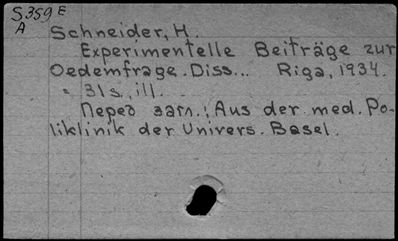 S359 E
A
Schneider, H.
Experimentelle Beiträge zur
Oedemfrage. Diss... Riga, 1934.
31 s., ill.
Перед загл.: Aus der med. Po-
liklinik der Univers. Basel.